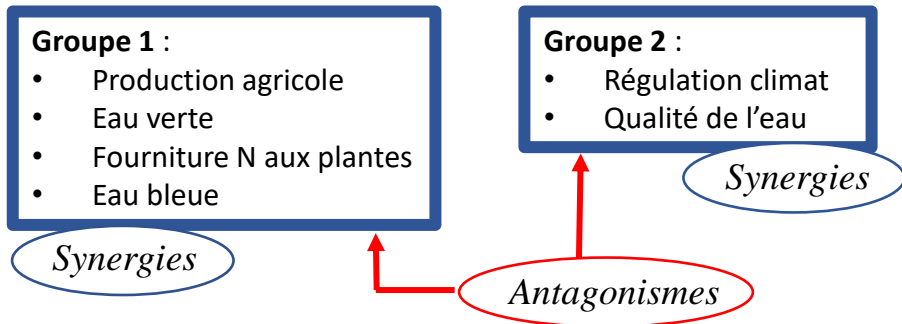 Groupe 1 :
• Production agricole
• Eau verte
• Fourniture N aux plantes
• Eau bleue
Synergies
Groupe 2 :
• Régulation climat
• Qualité de l’eau
Synergies
Antagonismes